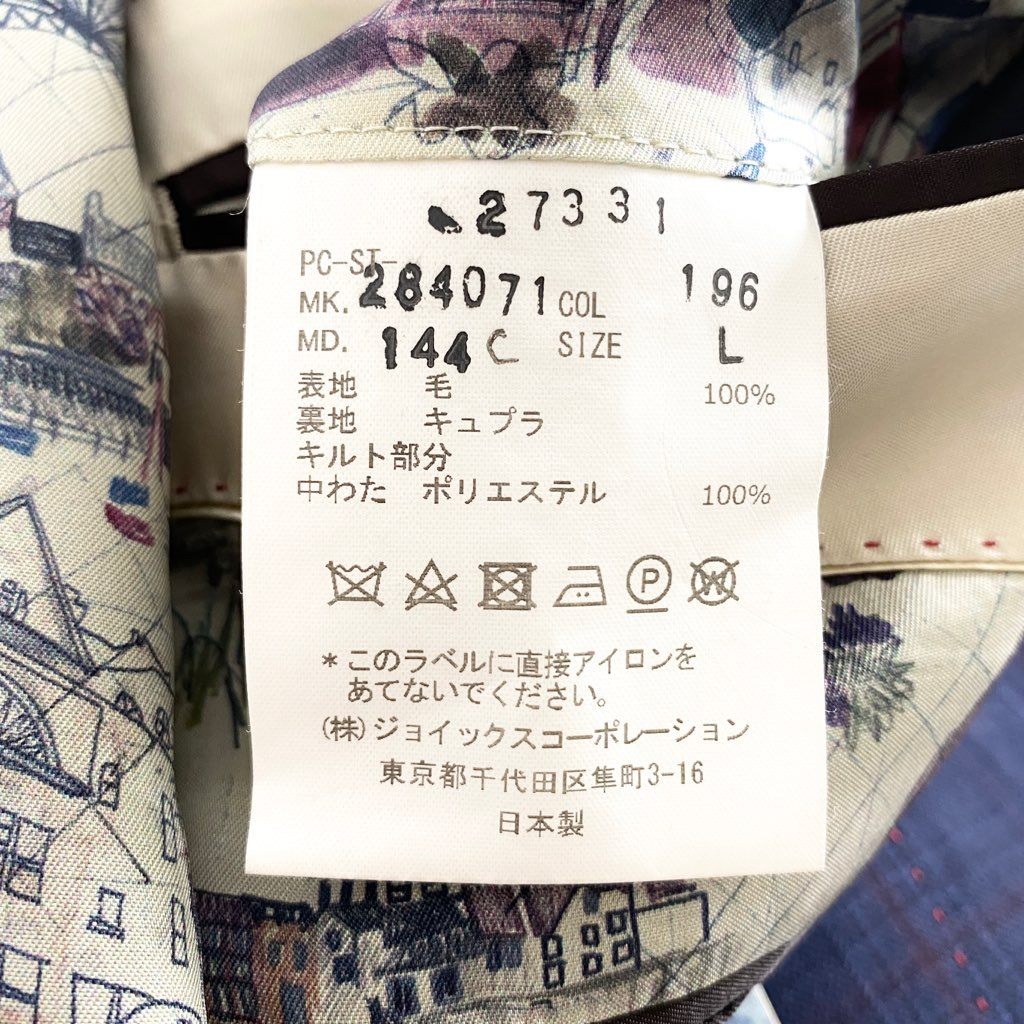 27331
PC-ST-
MK. 284071 COL 196
MD. 144 C SIZE L
表地 毛 100%
裏地 キュプラ
キルト部分
中わた ポリエステル 100%
P W
*このラベルに直接アイロンを
あてないでください。
(株)ジョイックスコーポレーション
東京都千代田区隼町3-16
日本製